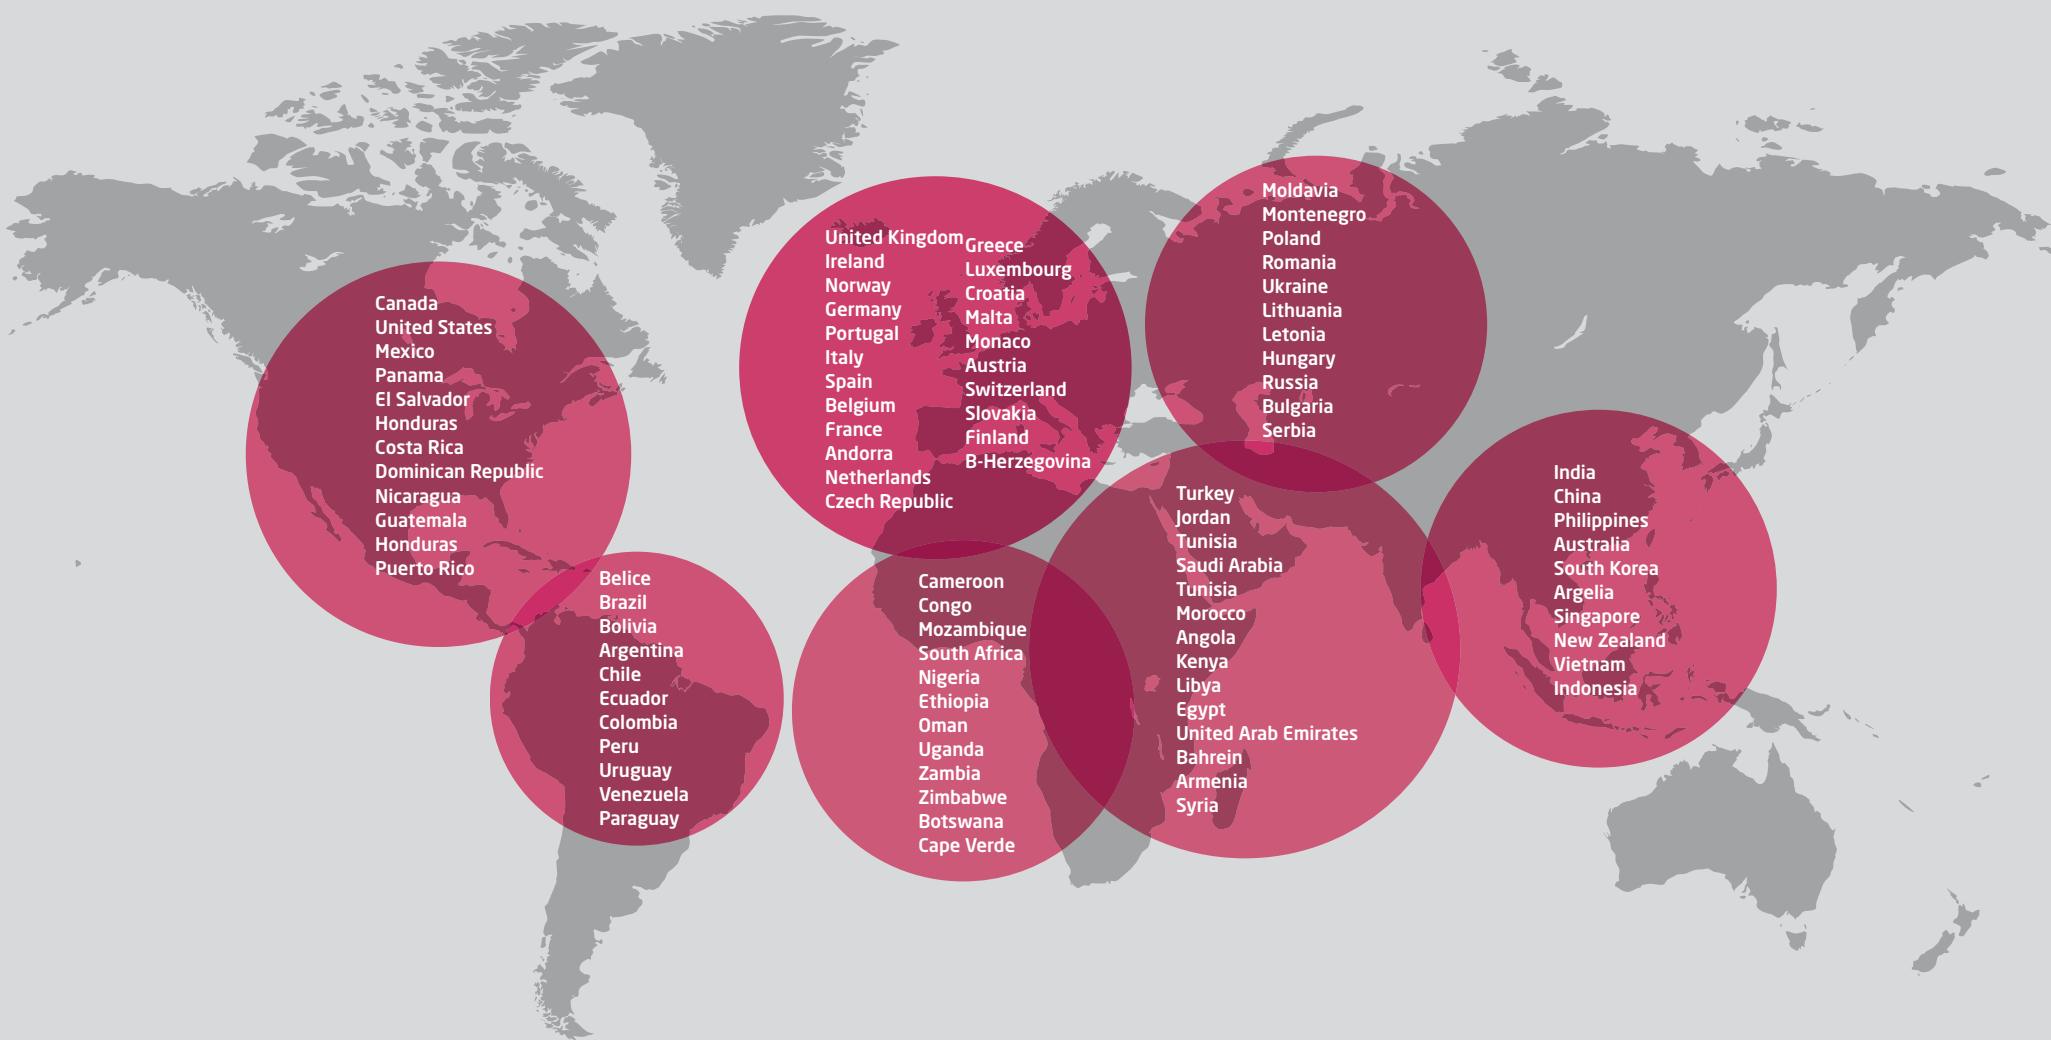 Canada
United States
Mexico
Panama
El Salvador
Honduras
Costa Rica
Dominican Republic
Nicaragua
Guatemala
Honduras
Puerto Rico
Belice
Brazil
Bolivia
Argentina
Chile
Ecuador
Colombia
Peru
Uruguay
Venezuela
Paraguay
United Kingdom
Ireland
Norway
Germany
Portugal
Italy
Spain
Belgium
France
Andorra
Netherlands
Czech Republic
Greece
Luxembourg
Croatia
Malta
Monaco
Austria
Switzerland
Slovakia
Finland
B-Herzegovina
Cameroon
Congo
Mozambique
South Africa
Nigeria
Ethiopia
Oman
Uganda
Zambia
Zimbabwe
Botswana
Cape Verde
Moldavia
Montenegro
Poland
Romania
Ukraine
Lithuania
Letonia
Hungary
Russia
Bulgaria
Serbia
Turkey
Jordan
Tunisia
Saudi Arabia
Tunisia
Morocco
Angola
Kenya
Libya
Egypt
United Arab Emirates
Bahrein
Armenia
Syria
India
China
Philippines
Australia
South Korea
Argelia
Singapore
New Zealand
Vietnam
Indonesia